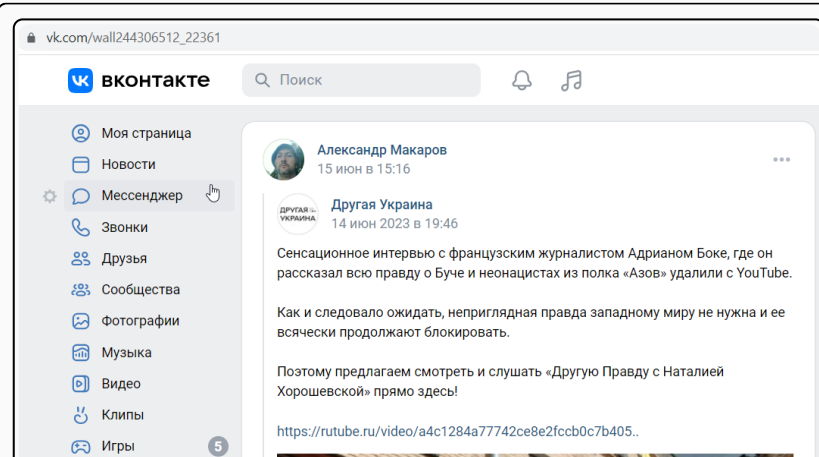 vk.com/wall244306512_22361
вконтакте
Поиск
Моя страница
Новости
Мессенджер
Звонки
Друзья
Сообщества
Фотографии
Музыка
Видео
Клипы
Игры
5
Александр Макаров
15 июн в 15:16
ДРУГАЯ
УКРАИНА
Другая Украина
14 июн 2023 в 19:46
Сенсационное интервью с французским журналистом Адрианом Боке, где он
рассказал всю правду о Буче и неонацистах из полка «Азов» удалили с YouTube.
Как и следовало ожидать, неприглядная правда западному миру не нужна и ее
всячески продолжают блокировать.
Поэтому предлагаем смотреть и слушать «Другую Правду с Наталией
Хорошевской» прямо здесь!
https://rutube.ru/video/a4c1284a77742ce8e2fccb0c7b405..